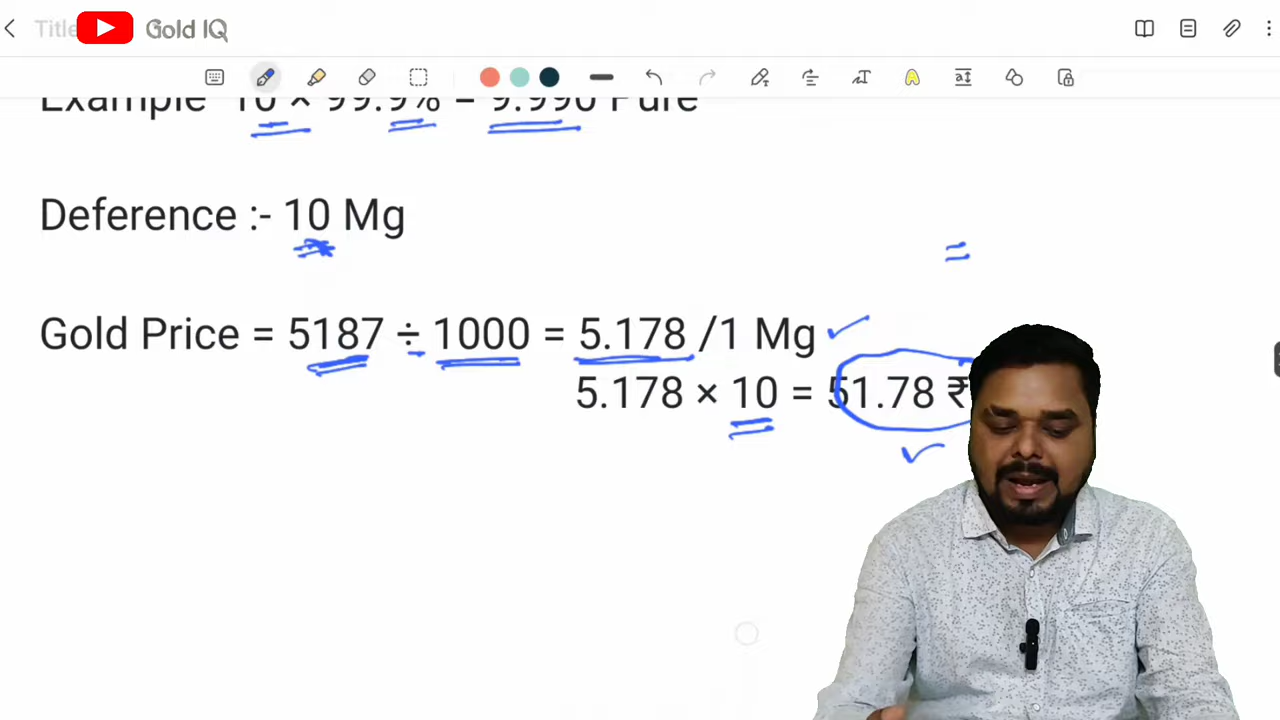 Title
Gold IQ
Example 10 × 99.9% = 9.990 Pure
Deference :- 10 Mg
=
Gold Price = 5187 ÷ 1000 = 5.178 /1 Mg
5.178 × 10 = 51.78 ₹